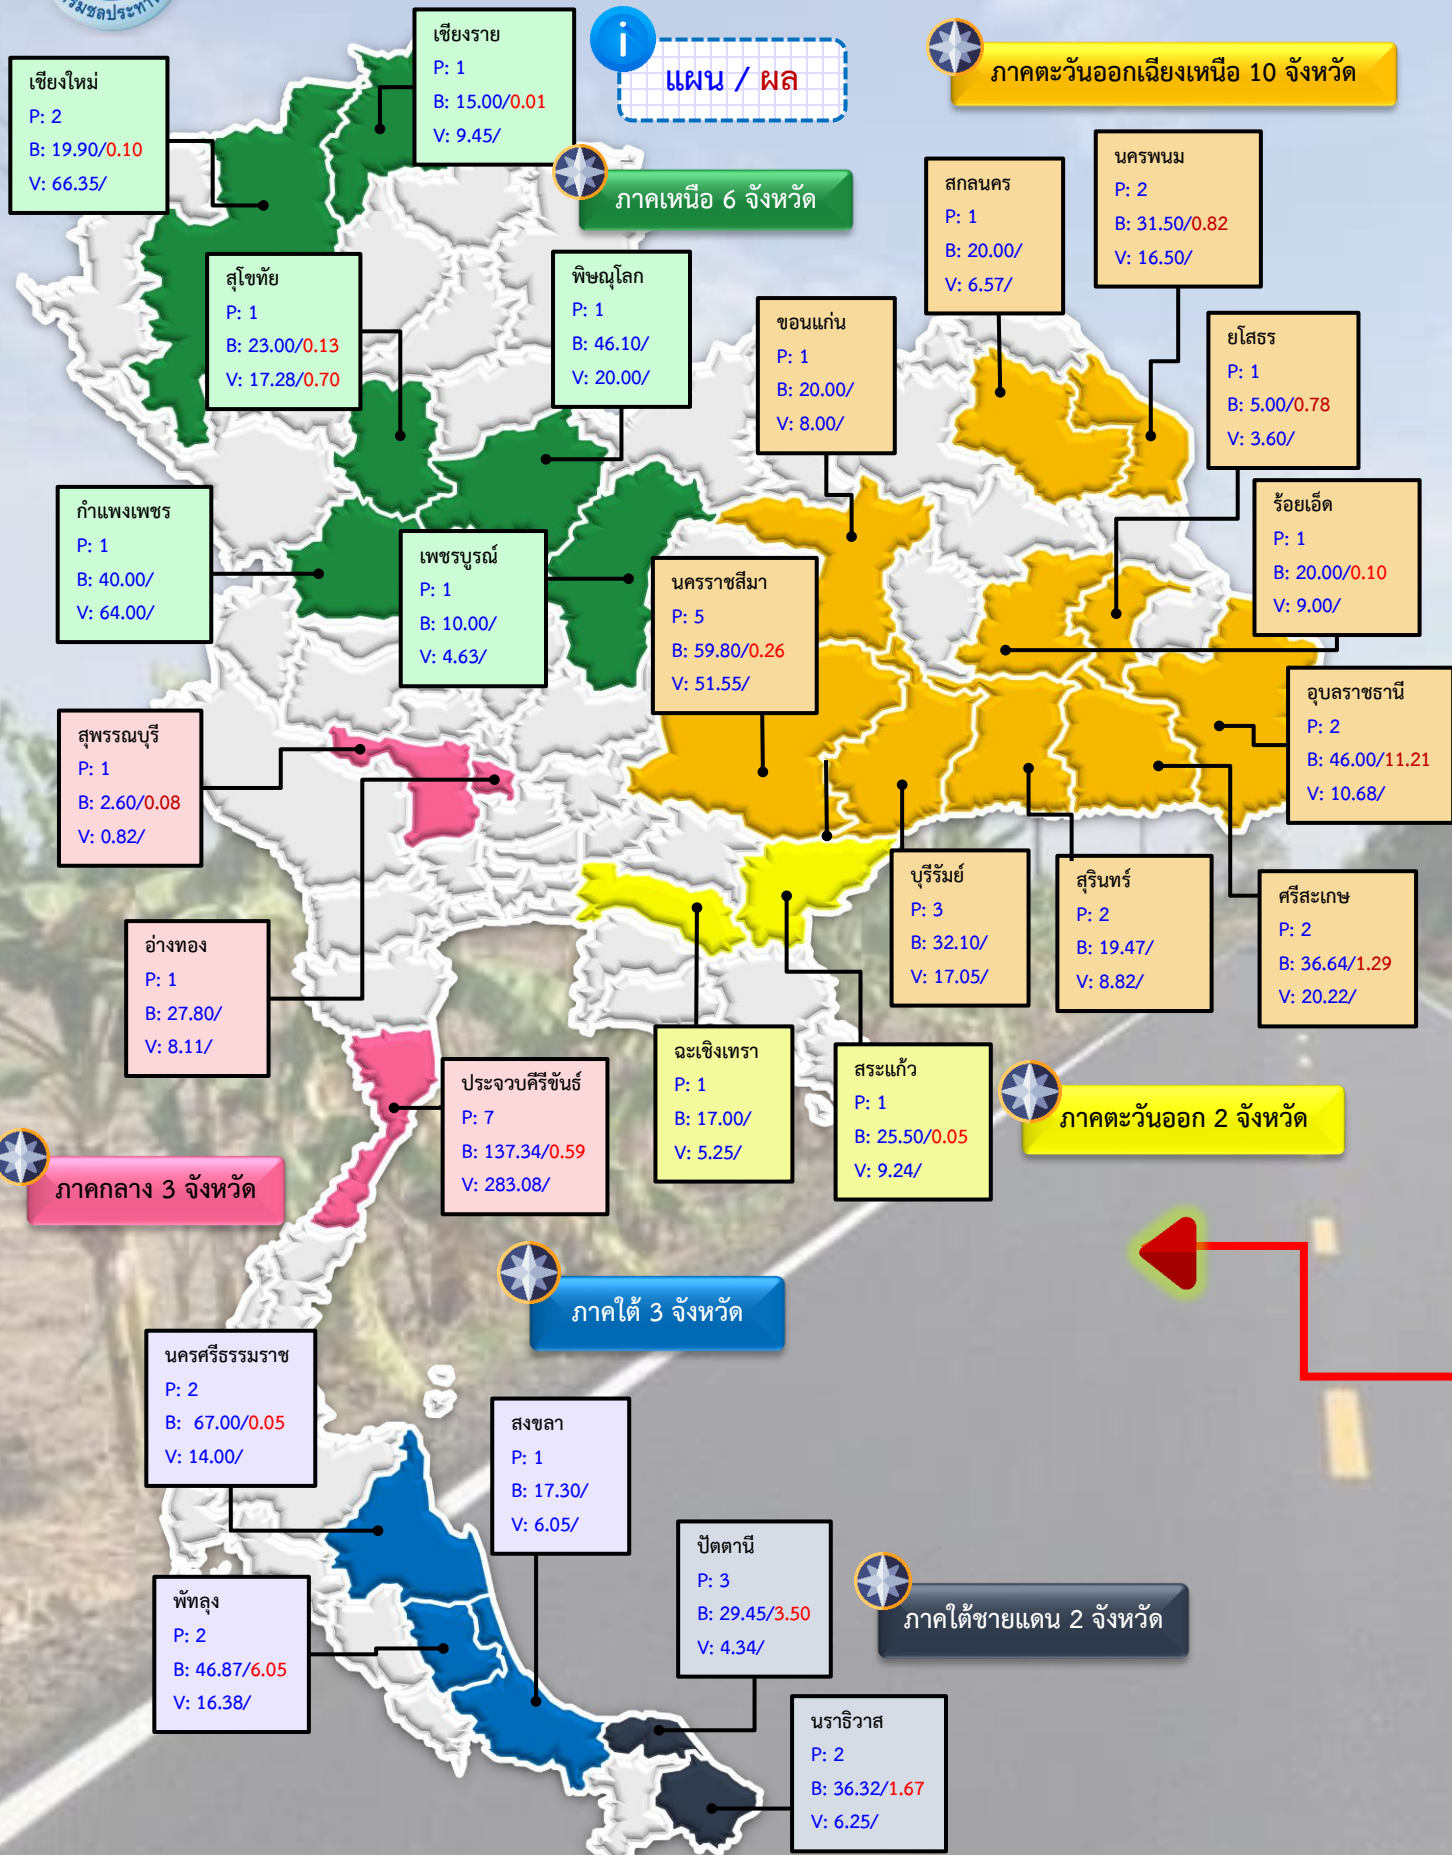 กรมชลประทาน
เชียงราย
P: 1
B: 15.00/0.01
V: 9.45/
แผน / ผล
ภาคตะวันออกเฉียงเหนือ 10 จังหวัด
เชียงใหม่
P: 2
B: 19.90/0.10
V: 66.35/
ภาคเหนือ 6 จังหวัด
สกลนคร
P: 1
B: 20.00/
V: 6.57/
นครพนม
P: 2
B: 31.50/0.82
V: 16.50/
สุโขทัย
P: 1
B: 23.00/0.13
V: 17.28/0.70
พิษณุโลก
P: 1
B: 46.10/
V: 20.00/
ขอนแก่น
P: 1
B: 20.00/
V: 8.00/
ยโสธร
P: 1
B: 5.00/0.78
V: 3.60/
กำแพงเพชร
P: 1
B: 40.00/
V: 64.00/
เพชรบูรณ์
P: 1
B: 10.00/
V: 4.63/
นครราชสีมา
P: 5
B: 59.80/0.26
V: 51.55/
ร้อยเอ็ด
P: 1
B: 20.00/0.10
V: 9.00/
สุพรรณบุรี
P: 1
B: 2.60/0.08
V: 0.82/
อุบลราชธานี
P: 2
B: 46.00/11.21
V: 10.68/
อ่างทอง
P: 1
B: 27.80/
V: 8.11/
บุรีรัมย์
P: 3
B: 32.10/
V: 17.05/
สุรินทร์
P: 2
B: 19.47/
V: 8.82/
ศรีสะเกษ
P: 2
B: 36.64/1.29
V: 20.22/
ประจวบคีรีขันธ์
P: 7
B: 137.34/0.59
V: 283.08/
ฉะเชิงเทรา
P: 1
B: 17.00/
V: 5.25/
สระแก้ว
P: 1
B: 25.50/0.05
V: 9.24/
ภาคตะวันออก 2 จังหวัด
ภาคกลาง 3 จังหวัด
ภาคใต้ 3 จังหวัด
นครศรีธรรมราช
P: 2
B: 67.00/0.05
V: 14.00/
สงขลา
P: 1
B: 17.30/
V: 6.05/
ปัตตานี
P: 3
B: 29.45/3.50
V: 4.34/
ภาคใต้ชายแดน 2 จังหวัด
พัทลุง
P: 2
B: 46.87/6.05
V: 16.38/
นราธิวาส
P: 2
B: 36.32/1.67
V: 6.25/